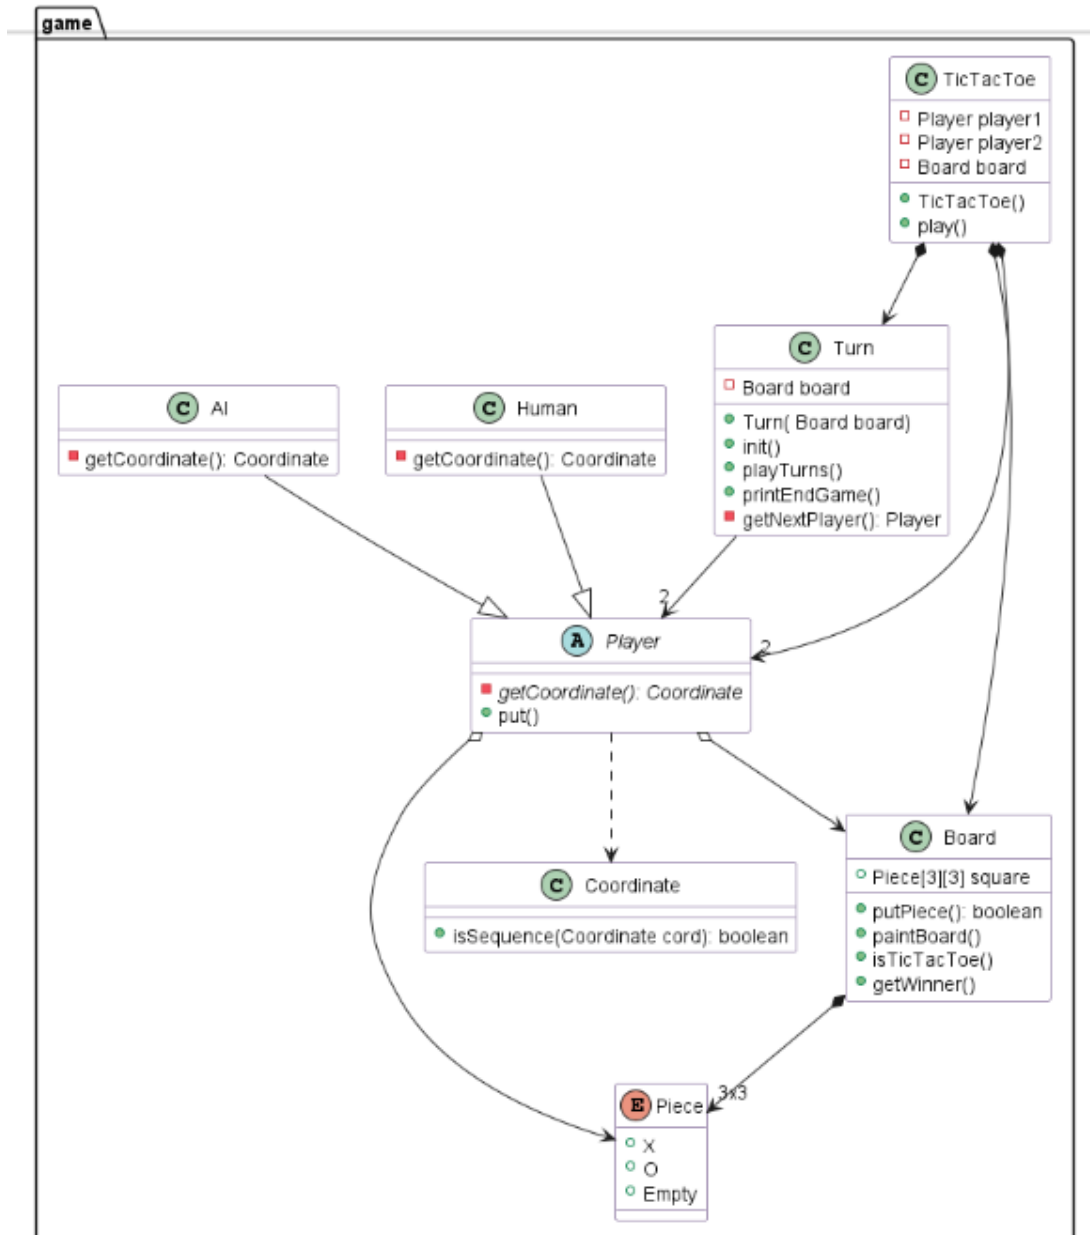 game
C TicTacToe
Player player1
Player player2
Board board
TicTacToe()
play()
C Turn
Board board
Turn( Board board)
init()
playTurns()
printEndGame()
getNextPlayer(): Player
C AI
getCoordinate(): Coordinate
C Human
getCoordinate(): Coordinate
2
2
A Player
getCoordinate(): Coordinate
put()
C Board
Piece[3][3] square
putPiece(): boolean
paintBoard()
isTicTacToe()
getWinner()
C Coordinate
isSequence(Coordinate cord): boolean
3x3
E Piece
X
O
Empty